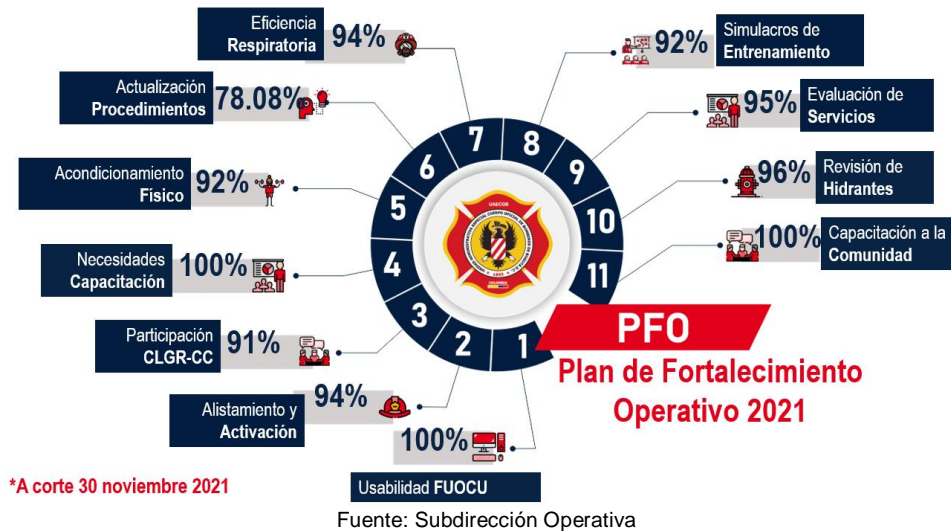 Eficiencia
Respiratoria
94%
Simulacros de
Entrenamiento
92%
Actualización
Procedimientos
78.08%
Evaluación de
Servicios
95%
Acondicionamiento
Físico
92%
Revisión de
Hidrantes
96%
Necesidades
Capacitación
100%
Capacitación a la
Comunidad
100%
Participación
CLGR-CC
91%
Alistamiento y
Activación
94%
100%
Usabilidad FUOCU
1
2
3
4
5
6
7
8
9
10
11
UAECOB
COLOMBIA
PFO
Plan de Fortalecimiento
Operativo 2021
*A corte 30 noviembre 2021
Fuente: Subdirección Operativa